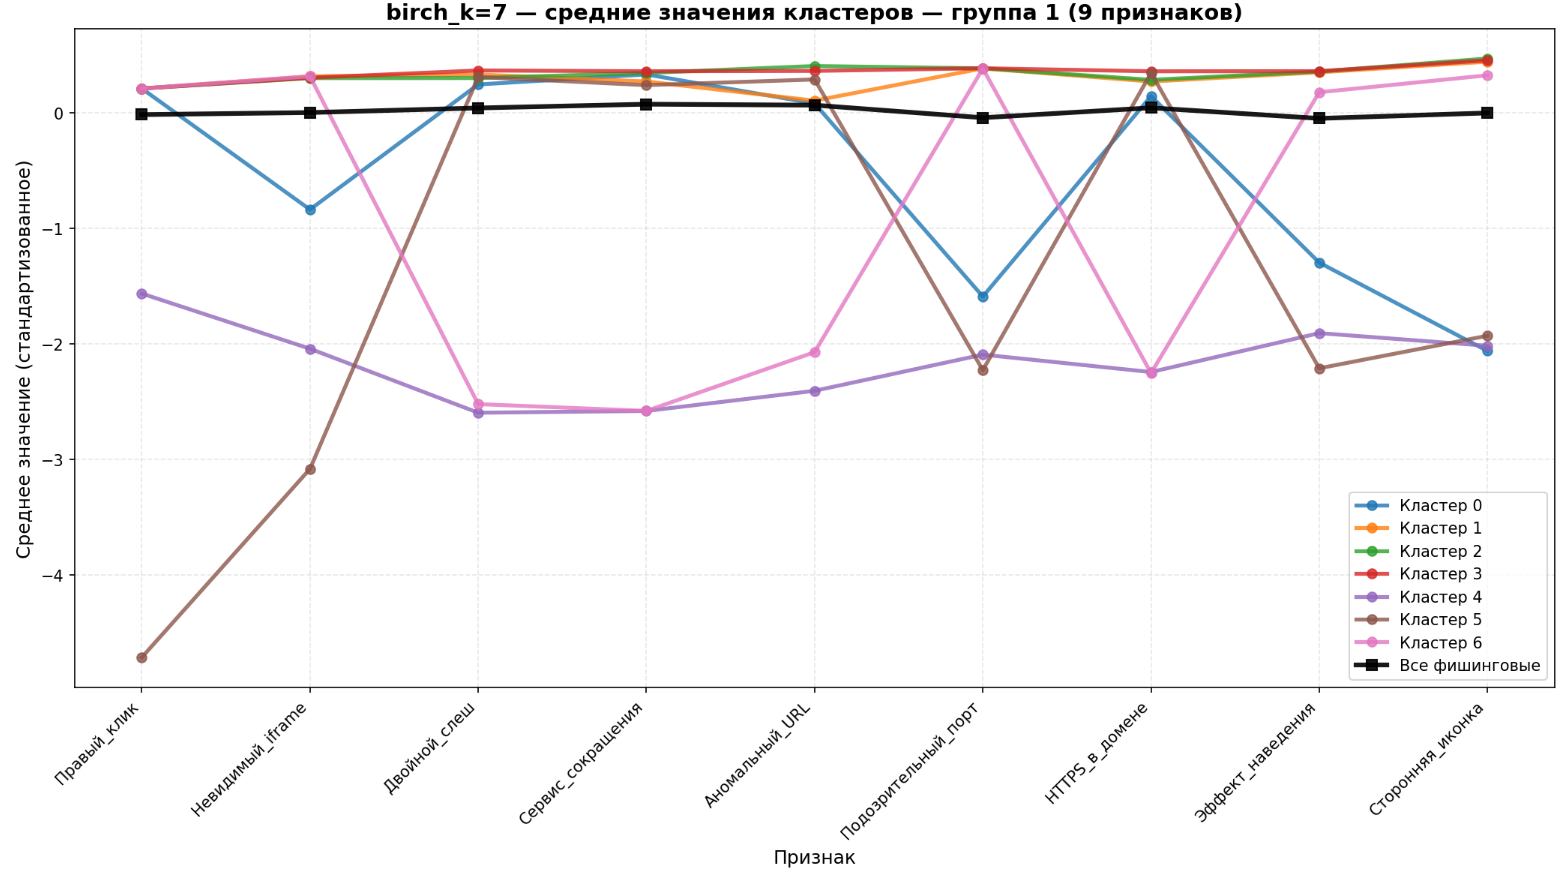 birch_k=7 — средние значения кластеров — группа 1 (9 признаков)
Среднее значение (стандартизованное)
0
−1
−2
−3
−4
Кластер 0
Кластер 1
Кластер 2
Кластер 3
Кластер 4
Кластер 5
Кластер 6
Все фишинговые
Правый_клик
Невидимый_iframe
Двойной_слеш
Сервис_сокращения
Аномальный_URL
Подозрительный_порт
HTTPS_в_домене
Эффект_наведения
Сторонняя_иконка
Признак